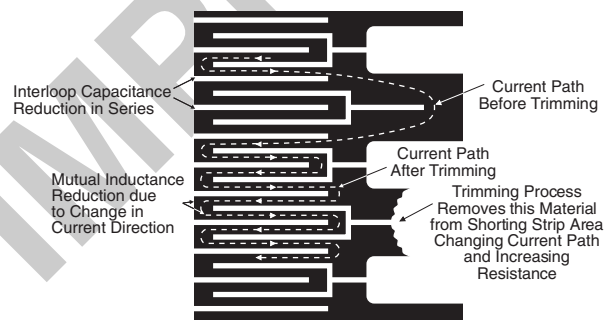 Interloop Capacitance
Reduction in Series
Current Path
Before Trimming
Current Path
After Trimming
Mutual Inductance
Reduction due
to Change in
Current Direction
Trimming Process
Removes this Material
from Shorting Strip Area
Changing Current Path
and Increasing
Resistance